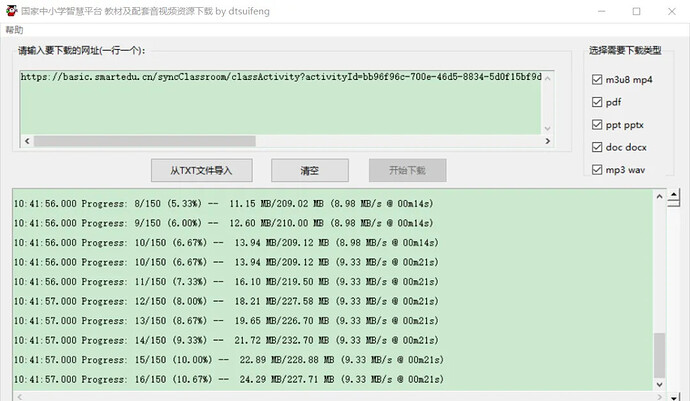 国家中小学智慧平台 教材及配套音视频资源下载 by dtsuifeng
帮助
请输入要下载的网址(一行一个):
选择需要下载类型
https://basic.smartedu.cn/syncClassroom/classActivity?activityId=bb96f96c-700e-46d5-8834-5d0f15bf9d
m3u8 mp4
pdf
ppt pptx
doc docx
mp3 wav
从TXT文件导入
清空
开始下载
10:41:56.000 Progress: 8/150 (5.33%) -- 11.15 MB/209.02 MB (8.98 MB/s @ 00m14s)
10:41:56.000 Progress: 9/150 (6.00%) -- 12.60 MB/210.00 MB (8.98 MB/s @ 00m14s)
10:41:56.000 Progress: 10/150 (6.67%) -- 13.94 MB/209.12 MB (8.98 MB/s @ 00m14s)
10:41:56.000 Progress: 10/150 (6.67%) -- 13.94 MB/209.12 MB (9.33 MB/s @ 00m21s)
10:41:57.000 Progress: 11/150 (7.33%) -- 16.10 MB/219.50 MB (9.33 MB/s @ 00m21s)
10:41:57.000 Progress: 12/150 (8.00%) -- 18.21 MB/227.58 MB (9.33 MB/s @ 00m21s)
10:41:57.000 Progress: 13/150 (8.67%) -- 19.65 MB/226.70 MB (9.33 MB/s @ 00m21s)
10:41:57.000 Progress: 14/150 (9.33%) -- 21.72 MB/232.70 MB (9.33 MB/s @ 00m21s)
10:41:57.000 Progress: 15/150 (10.00%) -- 22.89 MB/228.88 MB (9.33 MB/s @ 00m21s)
10:41:57.000 Progress: 16/150 (10.67%) -- 24.29 MB/227.71 MB (9.33 MB/s @ 00m21s)